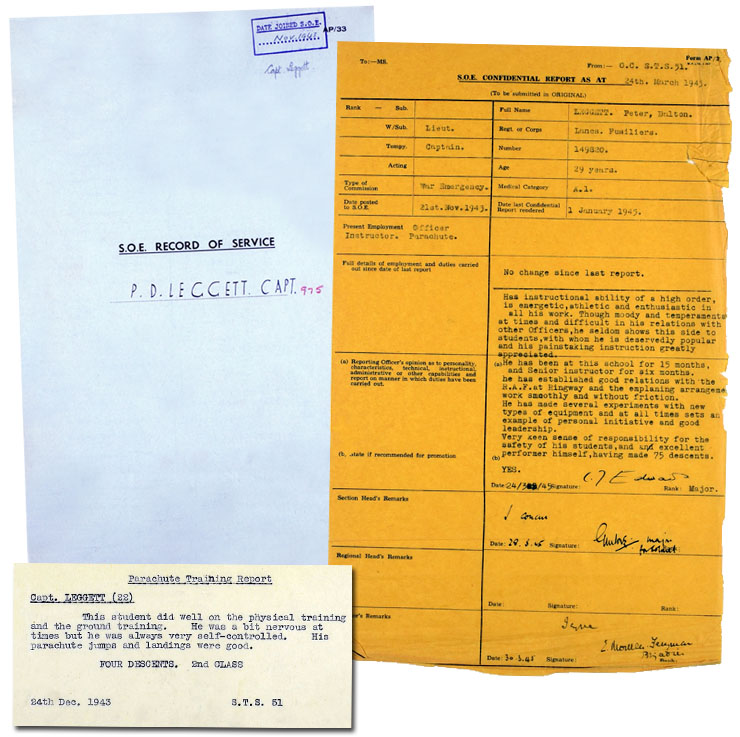 DATE JOINED S.O.E.
Nov. 1943
AP/33
Capt. Leggett.
S.O.E. RECORD OF SERVICE
P. D. LEGGETT. CAPT. 975
To:—MS.
Form AP/2
From:— O.C. S.T.S. 51.
S.O.E. CONFIDENTIAL REPORT AS AT 24th. March 1945.
(To be submitted in ORIGINAL)
Rank — Sub.
Full Name LEGGETT. Peter, Dalton.
W/Sub. Lieut.
Regt. or Corps Lancs. Fusiliers.
Tempy. Captain.
Number 149820.
Acting
Age 29 years.
Type of Commission War Emergency.
Medical Category A.1.
Date posted to S.O.E. 21st.Nov.1943.
Date last Confidential Report rendered 1 January 1945.
Present Employment Officer
Instructor. Parachute.
Full details of employment and duties carried
out since date of last report
No change since last report.
Has instructional ability of a high order,
is energetic,athletic and enthusiastic in
all his work. Though moody and temperaments
at times and difficult in his relations with
other Officers,he seldom shows this side to
students,with whom he is deservedly popular
and his painstaking instruction greatly
appreciated.
(a) Reporting Officer's opinion as to personality,
characteristics, technical, instructional,
administrative or other capabilities and
report on manner in which duties have been
carried out.
(a) He has been at this school for 15 months,
and Senior instructor for six months,
he has established good relations with the
R.A.F.at Ringway and the emplaning arrangeme
work smoothly and without friction.
He has made several experiments with new
types of equipment and at all times sets an
example of personal initiative and good
leadership.
Very keen sense of responsibility for the
safety of his students,and excellent
performer himself,having made 75 descents.
(b) state if recommended for promotion
(b) YES.
Date: 24/3/45 Signature: C J Edwards Rank: Major.
Section Head's Remarks
I concur
Date: 28.3.45 Signature: Major
Regional Head's Remarks
Date: Signature: Rank:
's Remarks
I agree
Date: 30.3.45 Signature: Rank:
Parachute Training Report
Capt. LEGGETT (22)
This student did well on the physical training
and the ground training. He was a bit nervous at
times but he was always very self-controlled. His
parachute jumps and landings were good.
FOUR DESCENTS. 2nd CLASS
24th Dec. 1943 S.T.S. 51